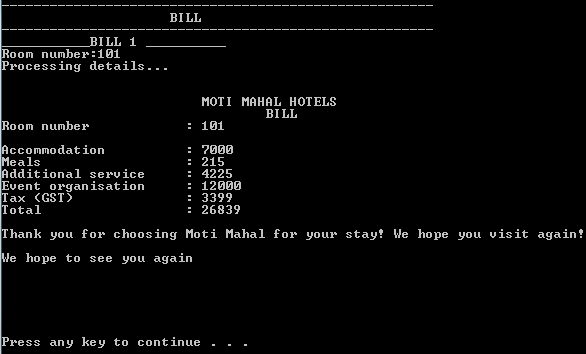 BILL
____________BILL 1 ___________
Room number:101
Processing details...
MOTI MAHAL HOTELS
BILL
Room number : 101
Accommodation : 7000
Meals : 215
Additional service : 4225
Event organisation : 12000
Tax (GST) : 3399
Total : 26839
Thank you for choosing Moti Mahal for your stay! We hope you visit again!
We hope to see you again
Press any key to continue . . .